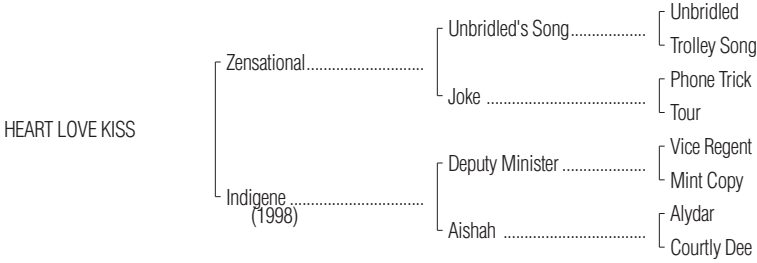 Unbridled
Unbridled's Song
Trolley Song
Zensational
Phone Trick
Joke
Tour
HEART LOVE KISS
Vice Regent
Deputy Minister
Mint Copy
Indigene
(1998)
Alydar
Aishah
Courtly Dee